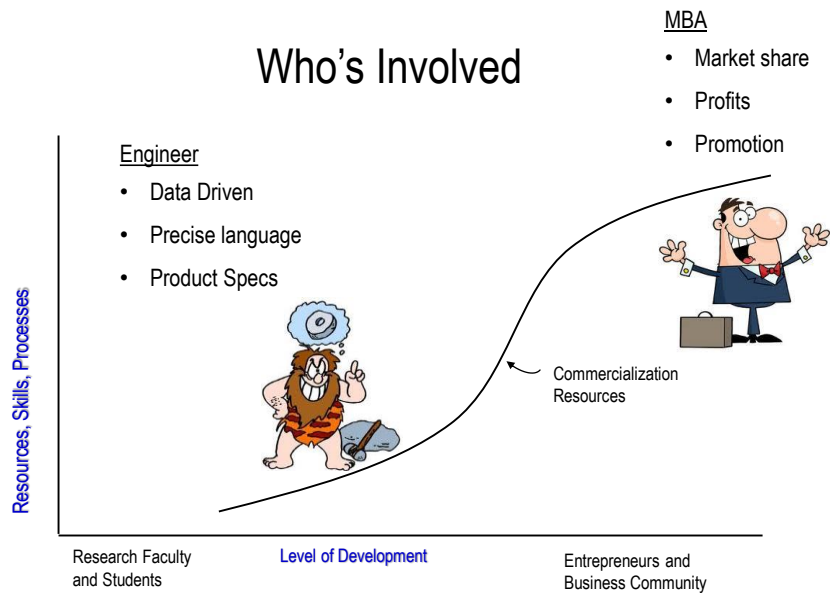 Who's Involved
MBA
• Market share
• Profits
• Promotion
Engineer
• Data Driven
• Precise language
• Product Specs
Resources, Skills, Processes
Commercialization
Resources
Research Faculty
and Students
Level of Development
Entrepreneurs and
Business Community